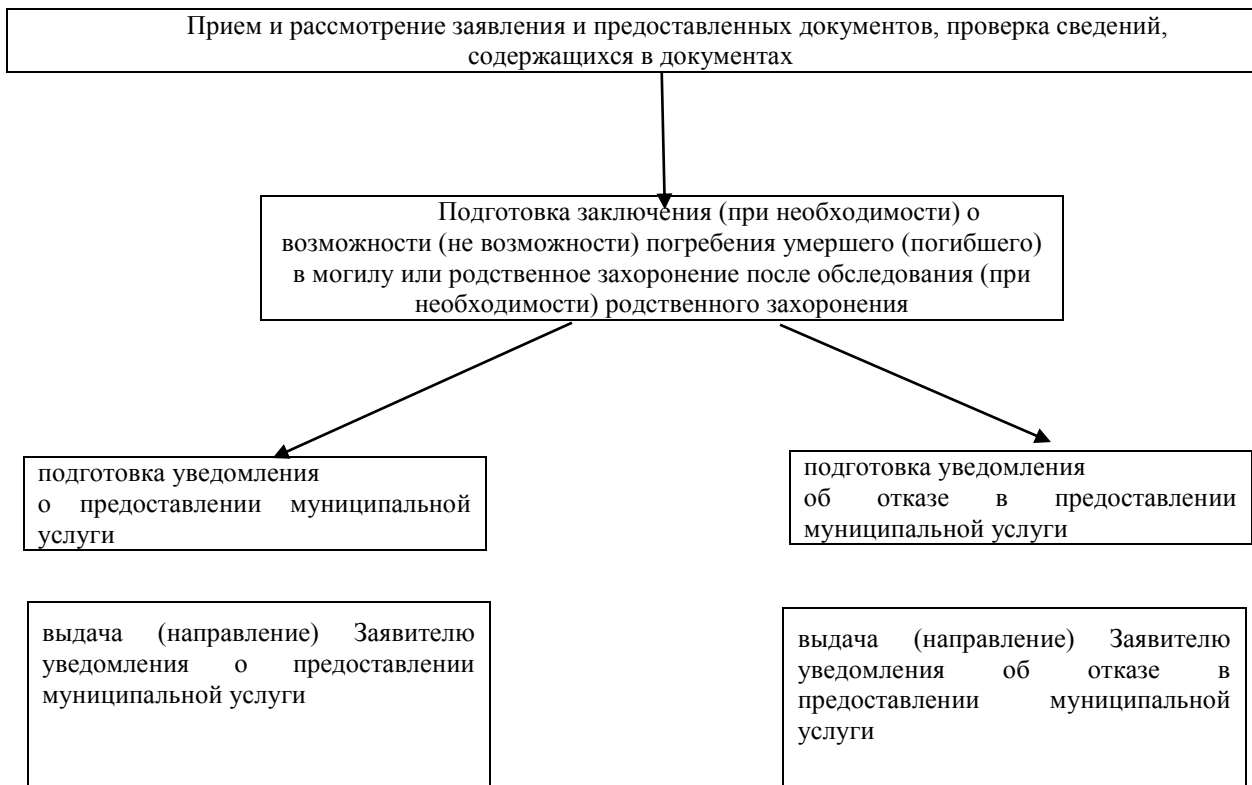 Прием и рассмотрение заявления и предоставленных документов, проверка сведений,
содержащихся в документах
Подготовка заключения (при необходимости) о
возможности (не возможности) погребения умершего (погибшего)
в могилу или родственное захоронение после обследования (при
необходимости) родственного захоронения
подготовка уведомления
о предоставлении муниципальной
услуги
подготовка уведомления
об отказе в предоставлении
муниципальной услуги
выдача (направление) Заявителю
уведомления о предоставлении
муниципальной услуги
выдача (направление) Заявителю
уведомления об отказе в
предоставлении муниципальной
услуги